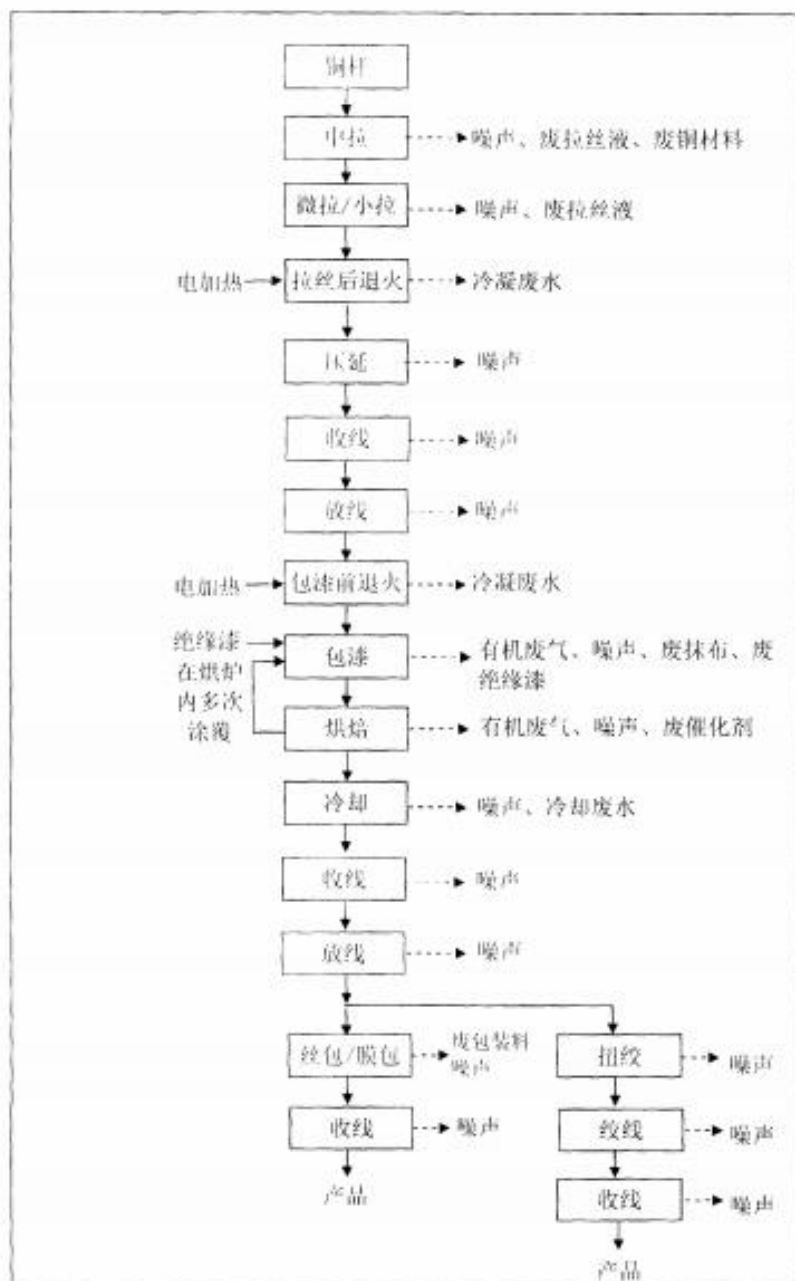 铜杆
中拉
噪声、废拉丝液、废铜材料
微拉/小拉
噪声、废拉丝液
电加热
拉丝后退火
冷凝废水
压延
噪声
收线
噪声
放线
噪声
电加热
包漆前退火
冷凝废水
绝缘漆
在烘炉
内多次
涂覆
包漆
有机废气、噪声、废抹布、废
绝缘漆
烘焙
有机废气、噪声、废催化剂
冷却
噪声、冷却废水
收线
噪声
放线
噪声
丝包/膜包
废包装料
噪声
扭绞
噪声
收线
噪声
绞线
噪声
产品
收线
噪声
产品